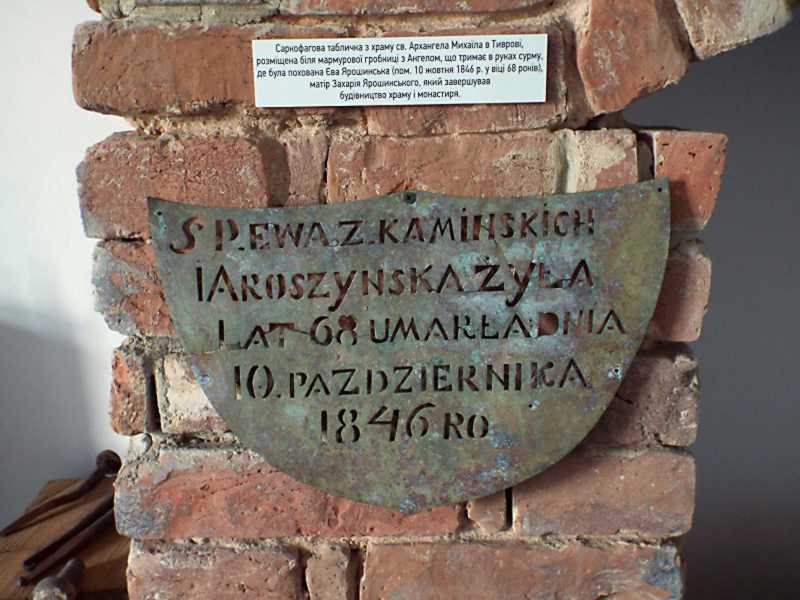 Саркофагова табличка з храму св. Архангела Михаїла в Тиврові,
розміщена біля мармурової гробниці з Ангелом, що тримає в руках сурму,
де була похована Єва Ярошинська (пом. 10 жовтня 1846 р. у віці 68 років),
матір Захарія Ярошинського, який завершував
будівництво храму і монастиря.
S P. EWA. Z. KAMINSKICH
IAROSZYNSKA ZYŁA
LAT 68 UMARŁA DNIA
10. PAZDZIERNIKA
1846 RO